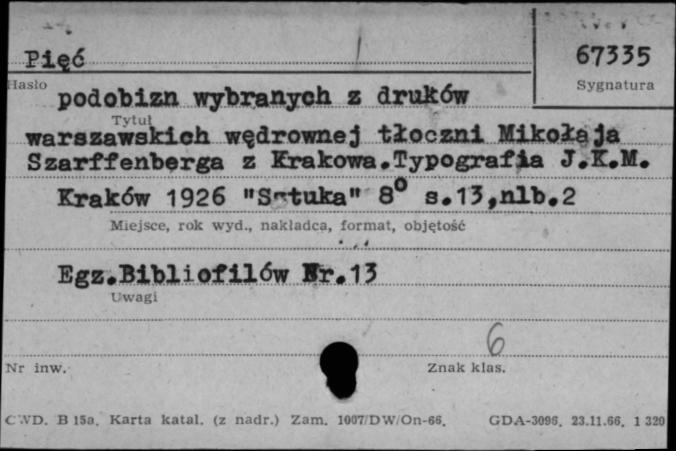 Pięć
67335
Hasło
Sygnatura
podobizn wybranych z druków
Tytuł
warszawskich wędrownej tłoczni Mikołaja
Szarffenberga z Krakowa.Typografia J.K.M.
Kraków 1926 "Sztuka" 8° s.13,nlb.2
Miejsce, rok wyd., nakładca, format, objętość
Egz.Bibliofilów Nr.13
Uwagi
6
Nr inw.
Znak klas.
CWD. B 15a. Karta katal. (z nadr.) Zam. 1007/DW/On-66. GDA-3096. 23.11.66. 1 320